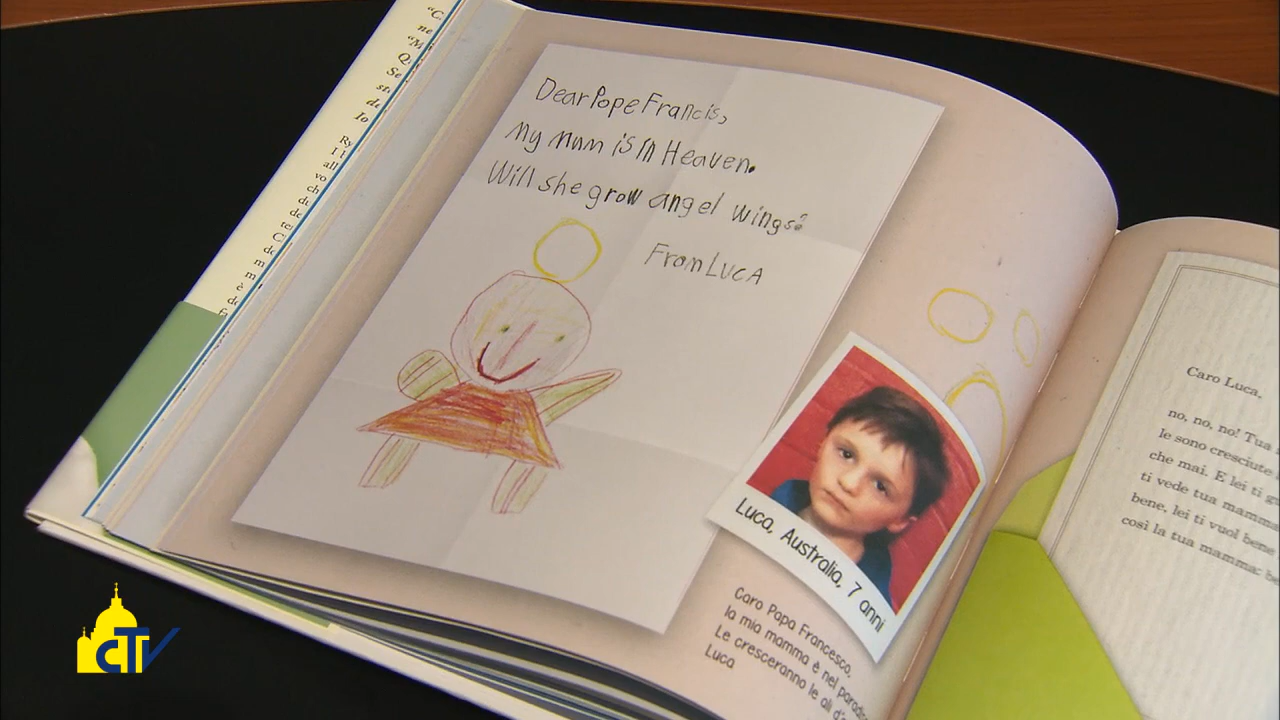 Dear Pope Francis,
My mum is in Heaven.
Will she grow angel wings?
From LUCA
Luca, Australia, 7 anni
Caro Papa Francesco,
la mia mamma è nel
Le cresceranno le ali
Luca
Caro Luca,
no, no, no! Tua
le sono cresciute
che mai. E lei ti
ti vede tua mamma
bene, lei ti vuol bene
così la tua mamma:
CTV